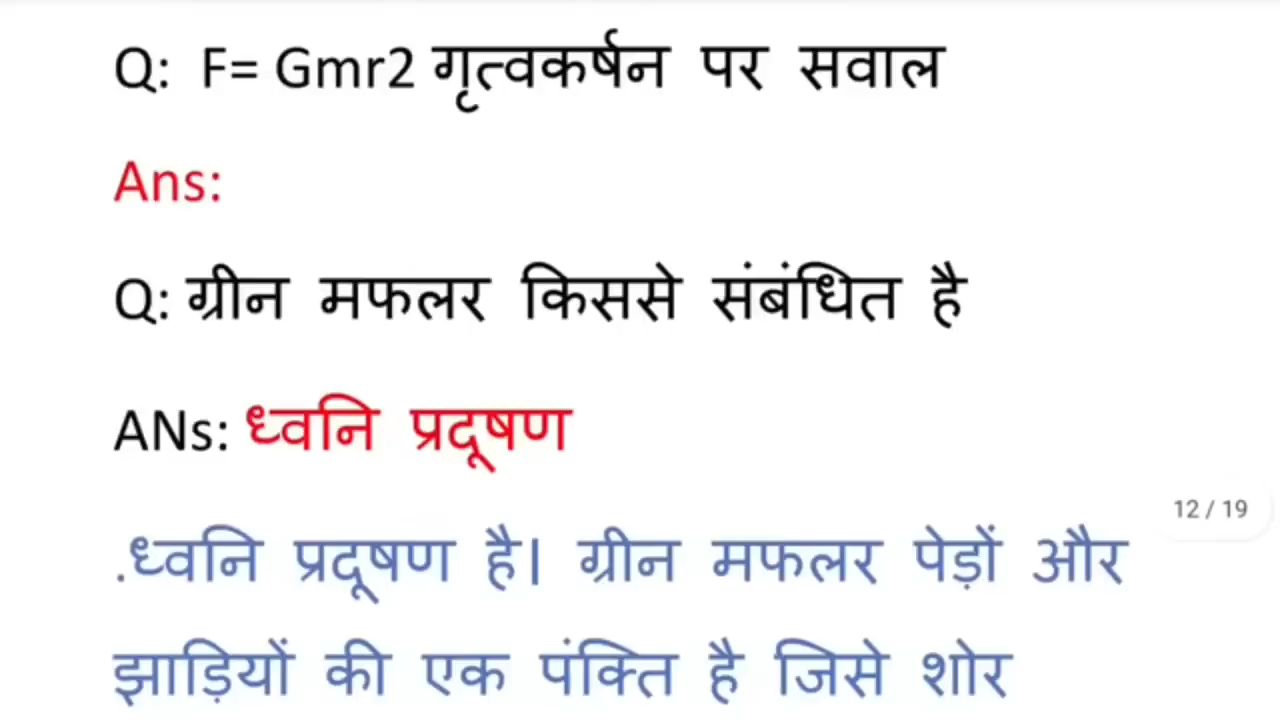 Q: F= Gmr2 गृत्वकर्षन पर सवाल
Ans:
Q: ग्रीन मफलर किससे संबंधित है
ANs: ध्वनि प्रदूषण
12 / 19
.ध्वनि प्रदूषण है। ग्रीन मफलर पेड़ों और
झाड़ियों की एक पंक्ति है जिसे शोर